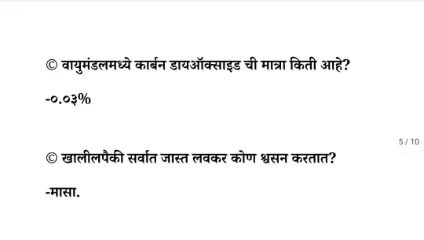 © वायुमंडलमध्ये कार्बन डायऑक्साइड ची मात्रा किती आहे?
-०.०३%
5 / 10
© खालीलपैकी सर्वात जास्त लवकर कोण श्वसन करतात?
-मासा.